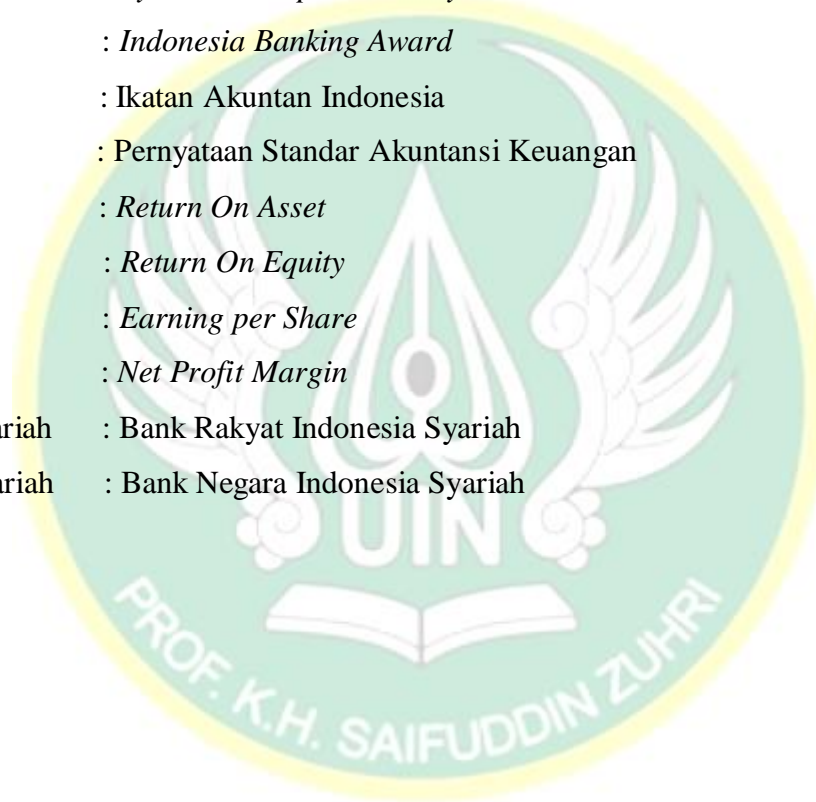 : Indonesia Banking Award
: Ikatan Akuntan Indonesia
: Pernyataan Standar Akuntansi Keuangan
: Return On Asset
: Return On Equity
: Earning per Share
: Net Profit Margin
ariah : Bank Rakyat Indonesia Syariah
ariah : Bank Negara Indonesia Syariah
UIN
PROF. K.H. SAIFUDDIN ZUHRI